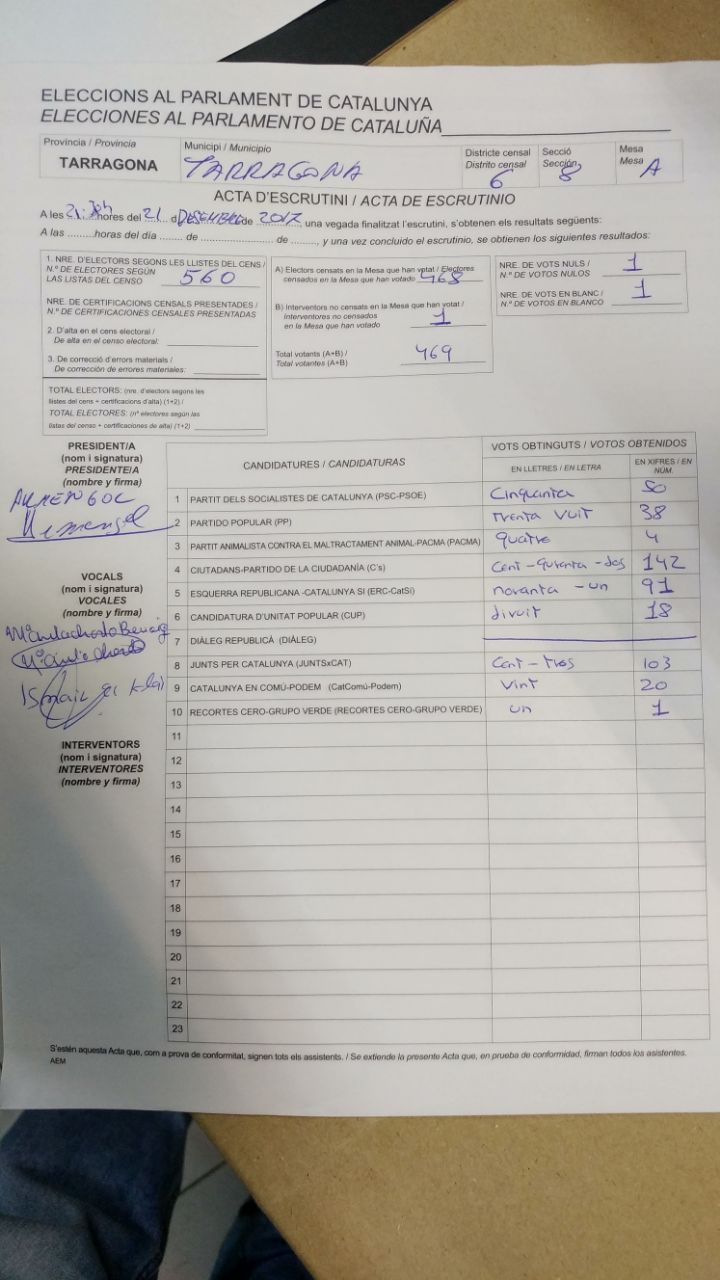 ELECCIONS AL PARLAMENT DE CATALUNYA
ELECCIONES AL PARLAMENTO DE CATALUÑA
Provincia / Provincia
TARRAGONA
Municipi / Municipio
TARRAGONA
Districte censal
Distrito censal
6
Secció
Sección
8
Mesa
Mesa
A
ACTA D'ESCRUTINI / ACTA DE ESCRUTINIO
A les 21:30h hores del 21 d DESEMBRE de 2017, una vegada finalitzat l'escrutini, s'obtenen els resultats següents:
A las .........horas del día ........ de ........................... de ........., y una vez concluido el escrutinio, se obtienen los siguientes resultados:
1. NRE. D'ELECTORS SEGONS LES LLISTES DEL CENS /
N.º DE ELECTORES SEGÚN
LAS LISTAS DEL CENSO 560
NRE. DE CERTIFICACIONS CENSALS PRESENTADES /
N.º DE CERTIFICACIONES CENSALES PRESENTADAS
2. D'alta en el cens electoral /
De alta en el censo electoral:
3. De correcció d'errors materials /
De corrección de errores materiales:
TOTAL ELECTORS: (nre. d'electors segons les
llistes del cens + certificacions d'alta) (1+2) /
TOTAL ELECTORES: (nº electores según las
listas del censo + certificaciones de alta) (1+2)
A) Electors censats en la Mesa que han votat / Electores
censados en la Mesa que han votado 468
B) Interventors no censats en la Mesa que han votat /
Interventores no censados
en la Mesa que han votado 1
Total votants (A+B) /
Total votantes (A+B) 469
NRE. DE VOTS NULS /
N.º DE VOTOS NULOS 1
NRE. DE VOTS EN BLANC /
N.º DE VOTOS EN BLANCO 1
PRESIDENT/A
(nom i signatura)
PRESIDENTE/A
(nombre y firma)
ARMENGOL
VOCALS
(nom i signatura)
VOCALES
(nombre y firma)
INTERVENTORS
(nom i signatura)
INTERVENTORES
(nombre y firma)
CANDIDATURES / CANDIDATURAS
VOTS OBTINGUTS / VOTOS OBTENIDOS
EN LLETRES / EN LETRA
EN XIFRES / EN NÚM.
1 PARTIT DELS SOCIALISTES DE CATALUNYA (PSC-PSOE) Cinquanta 50
2 PARTIDO POPULAR (PP) trenta vuit 38
3 PARTIT ANIMALISTA CONTRA EL MALTRACTAMENT ANIMAL-PACMA (PACMA) quatre 4
4 CIUTADANS-PARTIDO DE LA CIUDADANÍA (C's) Cent-quranta-dos 142
5 ESQUERRA REPUBLICANA -CATALUNYA SÍ (ERC-CatSí) noranta-un 91
6 CANDIDATURA D'UNITAT POPULAR (CUP) divuit 18
7 DIÀLEG REPUBLICÀ (DIÀLEG)
8 JUNTS PER CATALUNYA (JUNTSxCAT) Cent-tres 103
9 CATALUNYA EN COMÚ-PODEM (CatComú-Podem) Vint 20
10 RECORTES CERO-GRUPO VERDE (RECORTES CERO-GRUPO VERDE) un 1
11
12
13
14
15
16
17
18
19
20
21
22
23
S'estén aquesta Acta que, com a prova de conformitat, signen tots els assistents. / Se extiende la presente Acta que, en prueba de conformidad, firman todos los asistentes.
AEM